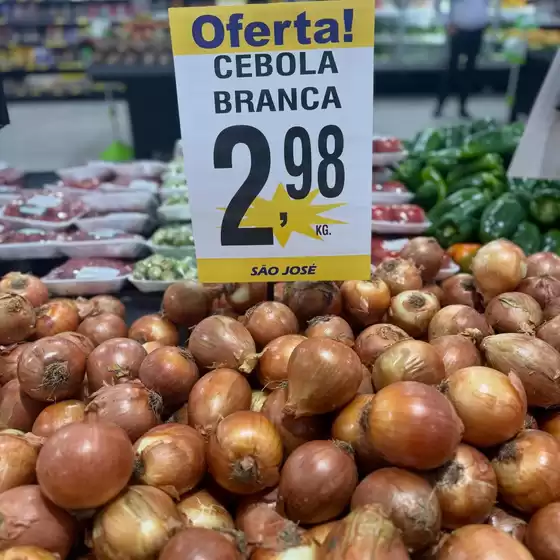 Oferta!
CEBOLA
BRANCA
2,98
KG.
SÃO JOSÉ